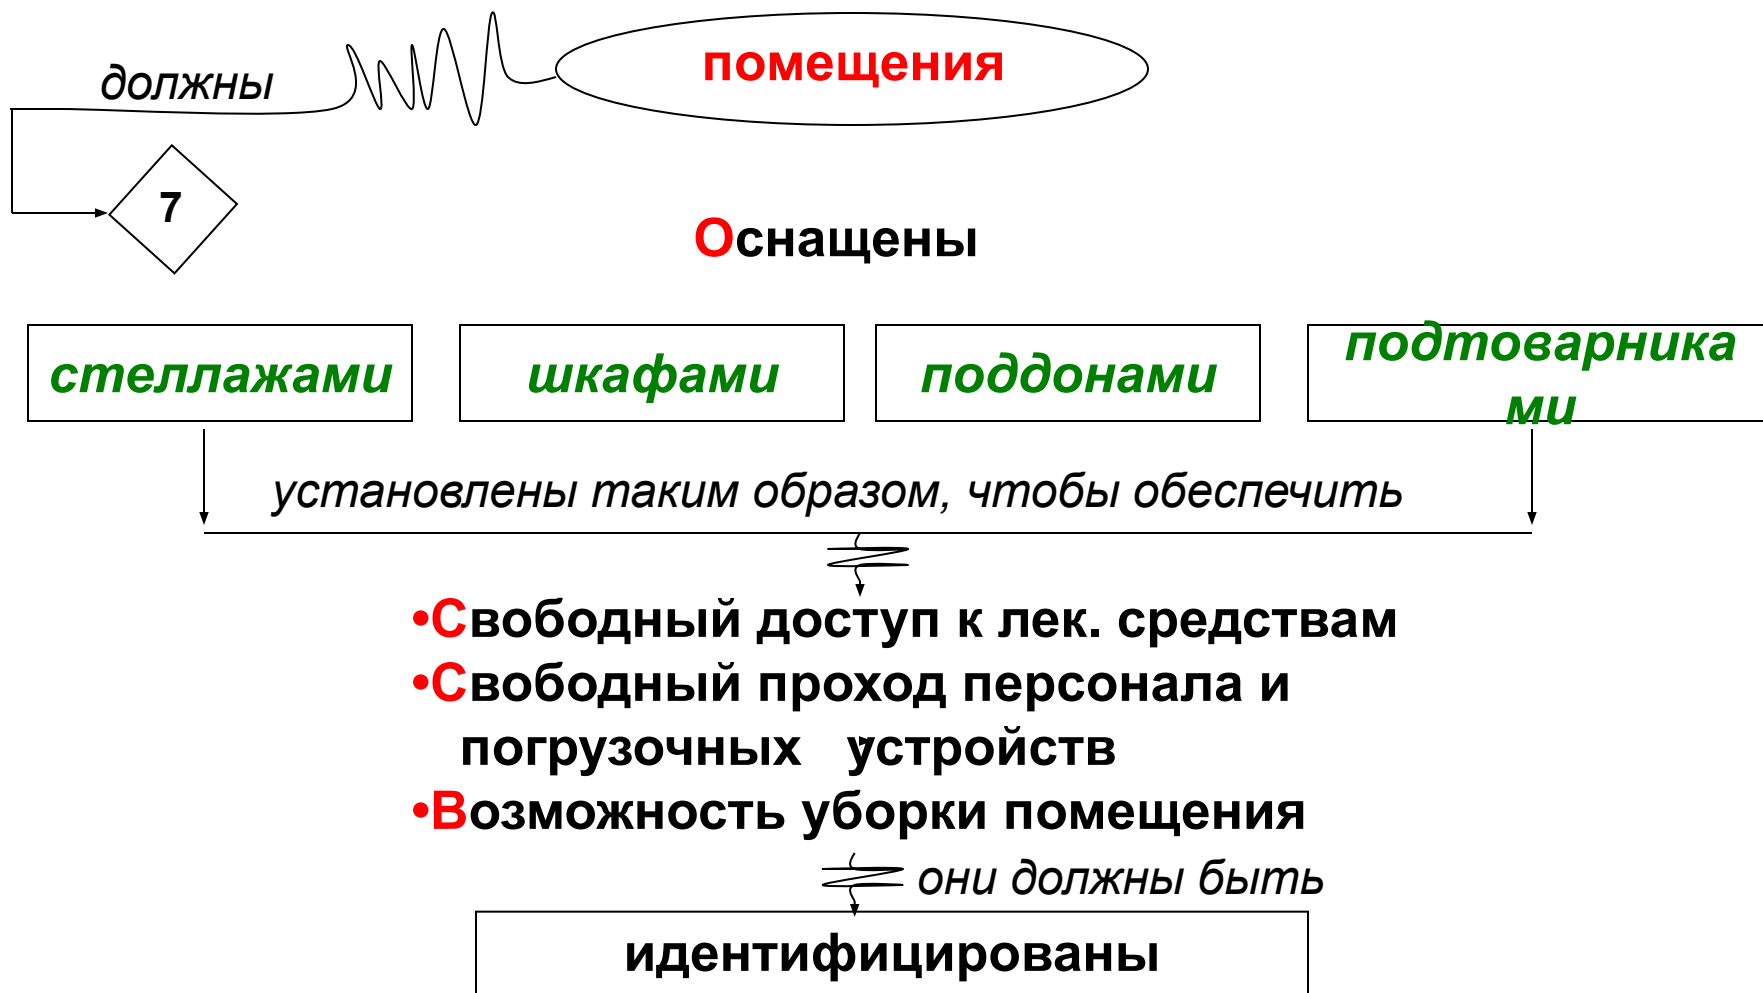 помещения
должны
7
Оснащены
стеллажами
шкафами
поддонами
подтоварника
ми
установлены таким образом, чтобы обеспечить
•Свободный доступ к лек. средствам
•Свободный проход персонала и
погрузочных устройств
•Возможность уборки помещения
они должны быть
идентифицированы